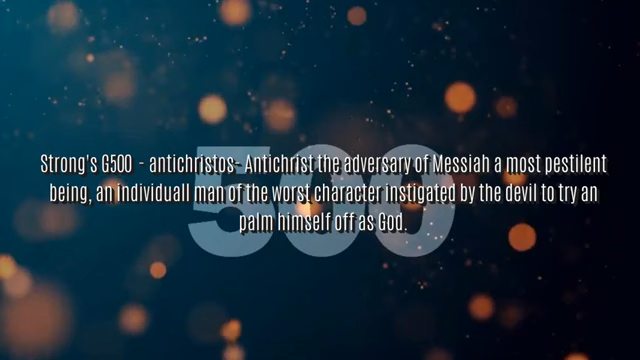 Strong's G500 - antichristos- Antichrist the adversary of Messiah a most pestilent
being, an individuall man of the worst character instigated by the devil to try an
palm himself off as God.
500